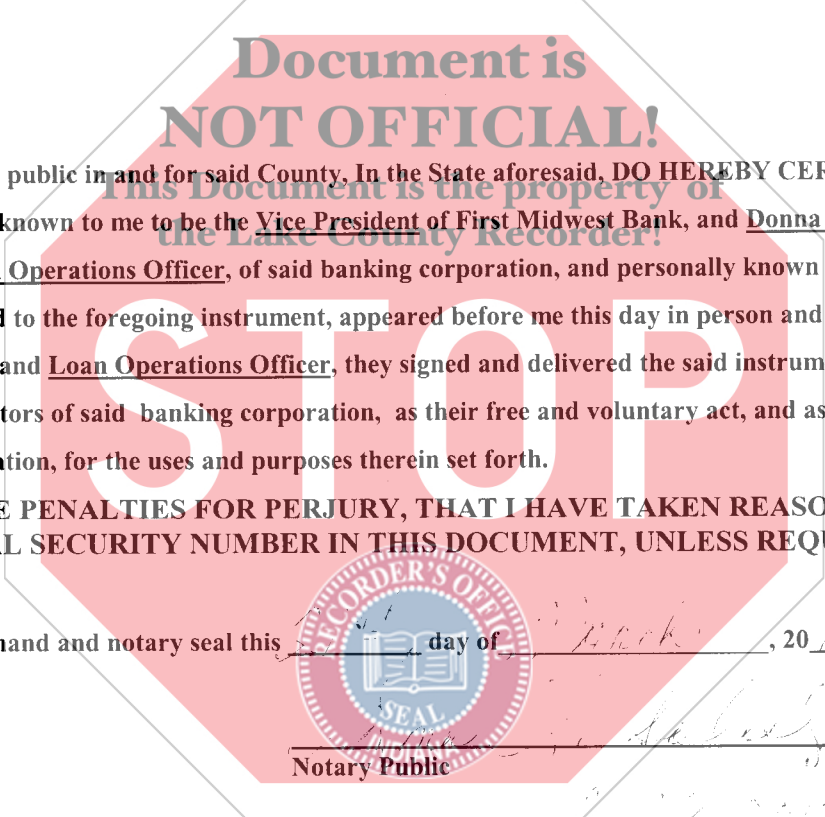 Document is
NOT OFFICIAL!
public in and for said County, In the State aforesaid, DO HEREBY CER
This Document is the property of
known to me to be the Vice President of First Midwest Bank, and Donna
the Lake County Recorder!
Operations Officer, of said banking corporation, and personally known
d to the foregoing instrument, appeared before me this day in person and
and Loan Operations Officer, they signed and delivered the said instrum
tors of said banking corporation, as their free and voluntary act, and as
ation, for the uses and purposes therein set forth.
STOP
E PENALTIES FOR PERJURY, THAT I HAVE TAKEN REASO
AL SECURITY NUMBER IN THIS DOCUMENT, UNLESS REQU
RECORDER'S OFFICE
hand and notary seal this day of , 20
SEAL
INDIANA
Notary Public